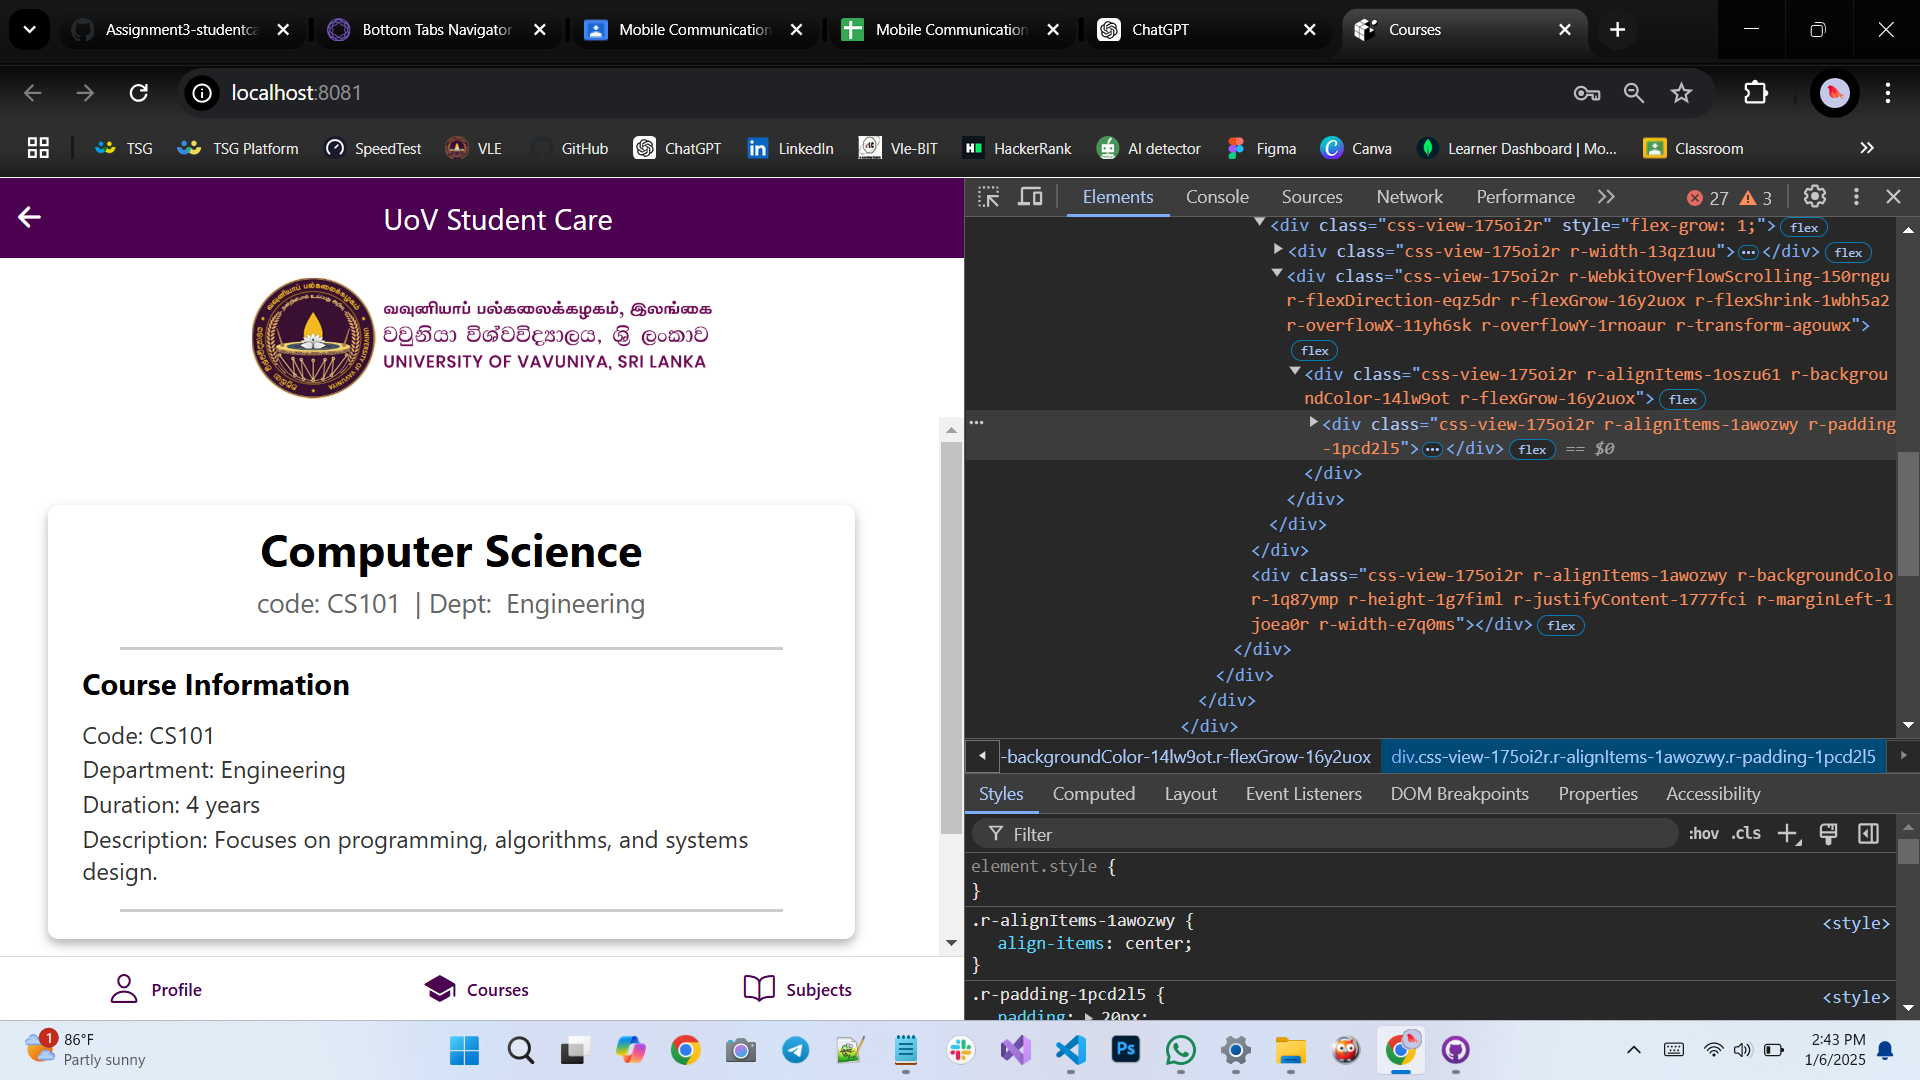 Assignment3-studentca
Bottom Tabs Navigator
Mobile Communication
Mobile Communication
ChatGPT
Courses
localhost:8081
TSG
TSG Platform
SpeedTest
VLE
GitHub
ChatGPT
LinkedIn
Vle-BIT
HackerRank
AI detector
Figma
Canva
Learner Dashboard | Mo...
Classroom
UoV Student Care
வவுனியாப் பல்கலைக்கழகம், இலங்கை
වවුනියා විශ්වවිද්‍යාලය, ශ්‍රී ලංකාව
UNIVERSITY OF VAVUNIYA, SRI LANKA
Computer Science
code: CS101 | Dept: Engineering
Course Information
Code: CS101
Department: Engineering
Duration: 4 years
Description: Focuses on programming, algorithms, and systems
design.
Profile
Courses
Subjects
Elements
Console
Sources
Network
Performance
27
3
<div class="css-view-175oi2r" style="flex-grow: 1;"> flex
<div class="css-view-175oi2r r-width-13qz1uu"> ... </div> flex
<div class="css-view-175oi2r r-WebkitOverflowScrolling-150rngu
r-flexDirection-eqz5dr r-flexGrow-16y2uox r-flexShrink-1wbh5a2
r-overflowX-11yh6sk r-overflowY-1rnoaur r-transform-agouwx">
flex
<div class="css-view-175oi2r r-alignItems-1oszu61 r-backgrou
ndColor-14lw9ot r-flexGrow-16y2uox"> flex
<div class="css-view-175oi2r r-alignItems-1awozwy r-padding
-1pcd2l5"> ... </div> flex == $0
</div>
</div>
</div>
</div>
<div class="css-view-175oi2r r-alignItems-1awozwy r-backgroundColo
r-1q87ymp r-height-1g7fiml r-justifyContent-1777fci r-marginLeft-1
joea0r r-width-e7q0ms"></div> flex
</div>
</div>
</div>
</div>
-backgroundColor-14lw9ot.r-flexGrow-16y2uox
div.css-view-175oi2r.r-alignItems-1awozwy.r-padding-1pcd2l5
Styles
Computed
Layout
Event Listeners
DOM Breakpoints
Properties
Accessibility
Filter
:hov .cls
element.style {
}
.r-alignItems-1awozwy {
<style>
align-items: center;
}
.r-padding-1pcd2l5 {
<style>
padding: 20px;
1
86°F
Partly sunny
Ps
2:43 PM
1/6/2025